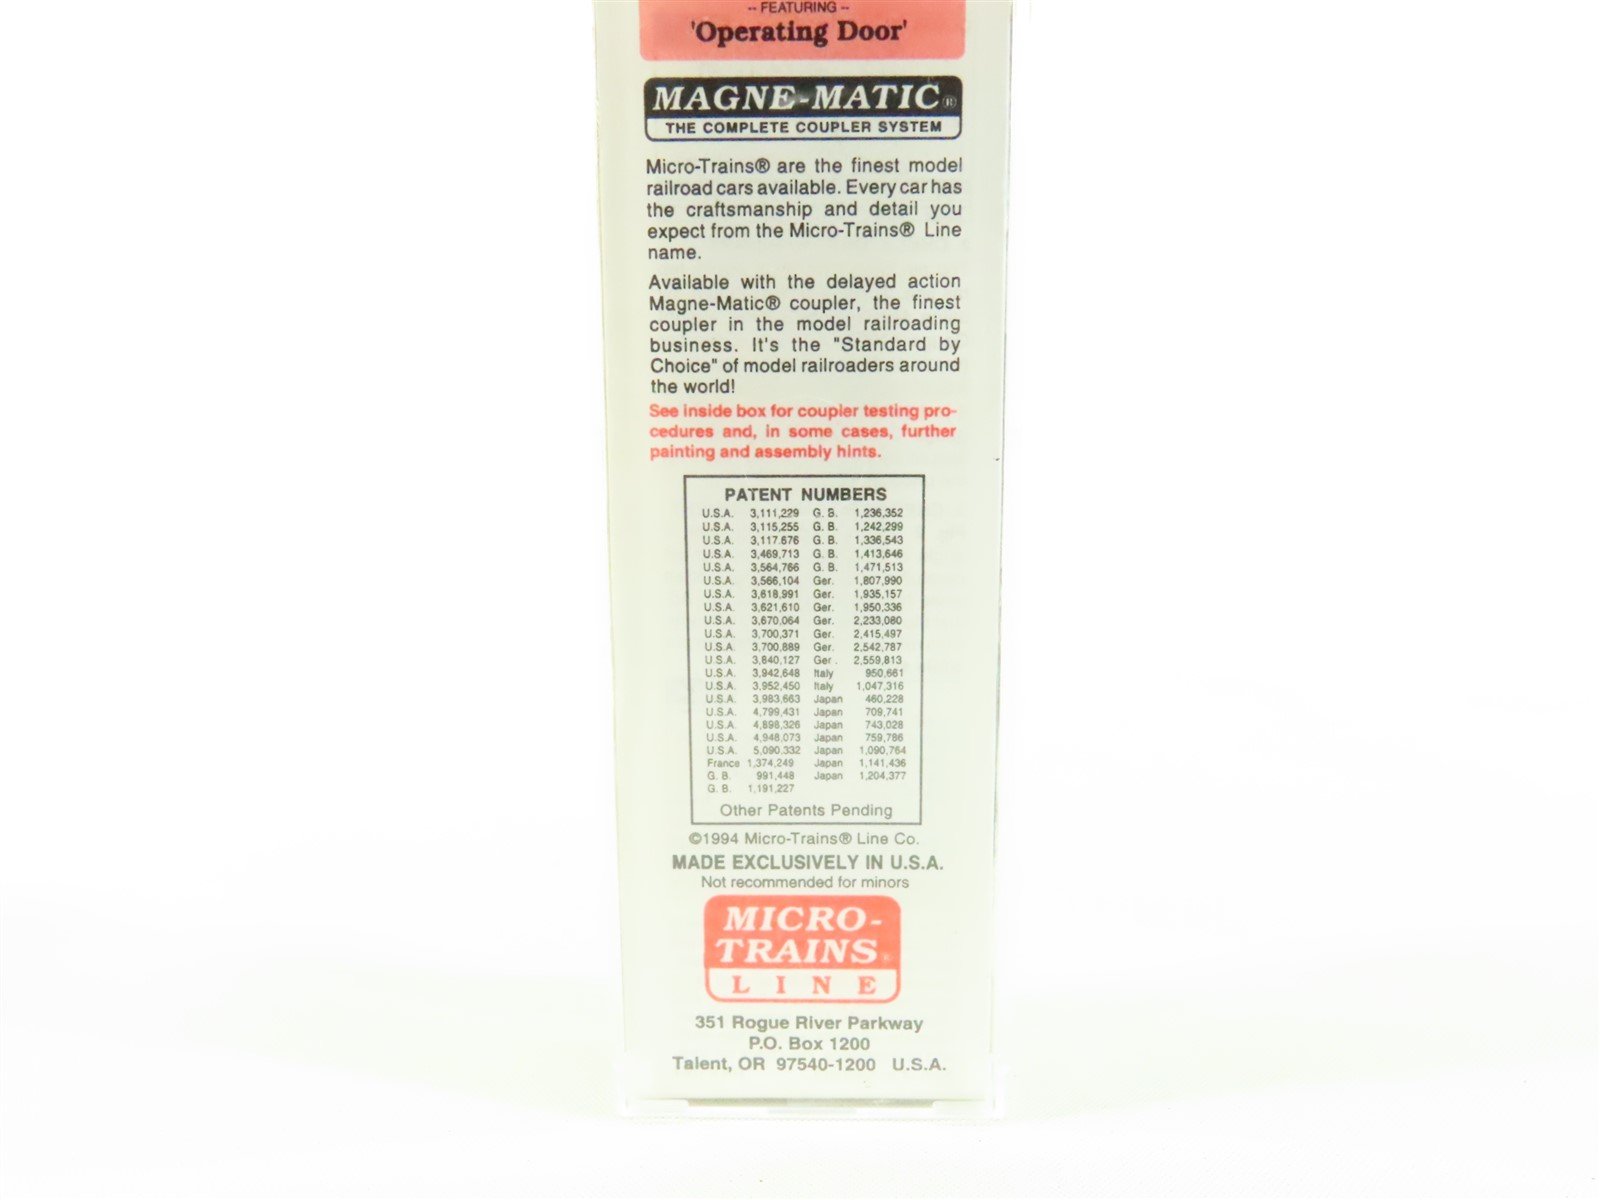 -- FEATURING --
'Operating Door'
MAGNE-MATIC®
THE COMPLETE COUPLER SYSTEM
Micro-Trains® are the finest model
railroad cars available. Every car has
the craftsmanship and detail you
expect from the Micro-Trains® Line
name.
Available with the delayed action
Magne-Matic® coupler, the finest
coupler in the model railroading
business. It's the "Standard by
Choice" of model railroaders around
the world!
See inside box for coupler testing pro-
cedures and, in some cases, further
painting and assembly hints.
PATENT NUMBERS
U.S.A. 3,111,229 G. B. 1,236,352
U.S.A. 3,115,255 G. B. 1,242,299
U.S.A. 3,117.676 G. B. 1,336,543
U.S.A. 3,469,713 G. B. 1,413,646
U.S.A. 3,564,766 G. B. 1,471,513
U.S.A. 3,566,104 Ger. 1,807,990
U.S.A. 3,618,991 Ger. 1,935,157
U.S.A. 3,621,610 Ger. 1,950,336
U.S.A. 3,670,064 Ger. 2,233,080
U.S.A. 3,700,371 Ger. 2,415,497
U.S.A. 3,700,889 Ger. 2,542,787
U.S.A. 3,840,127 Ger . 2,559,813
U.S.A. 3,942,648 Italy 950,661
U.S.A. 3,952,450 Italy 1,047,316
U.S.A. 3,983,663 Japan 460,228
U.S.A. 4,799,431 Japan 709,741
U.S.A. 4,898,326 Japan 743,028
U.S.A. 4,948,073 Japan 759,786
U.S.A. 5,090,332 Japan 1,090,764
France 1,374,249 Japan 1,141,436
G. B. 991,448 Japan 1,204,377
G. B. 1,191,227
Other Patents Pending
©1994 Micro-Trains® Line Co.
MADE EXCLUSIVELY IN U.S.A.
Not recommended for minors
MICRO-
TRAINS®
LINE
351 Rogue River Parkway
P.O. Box 1200
Talent, OR 97540-1200 U.S.A.